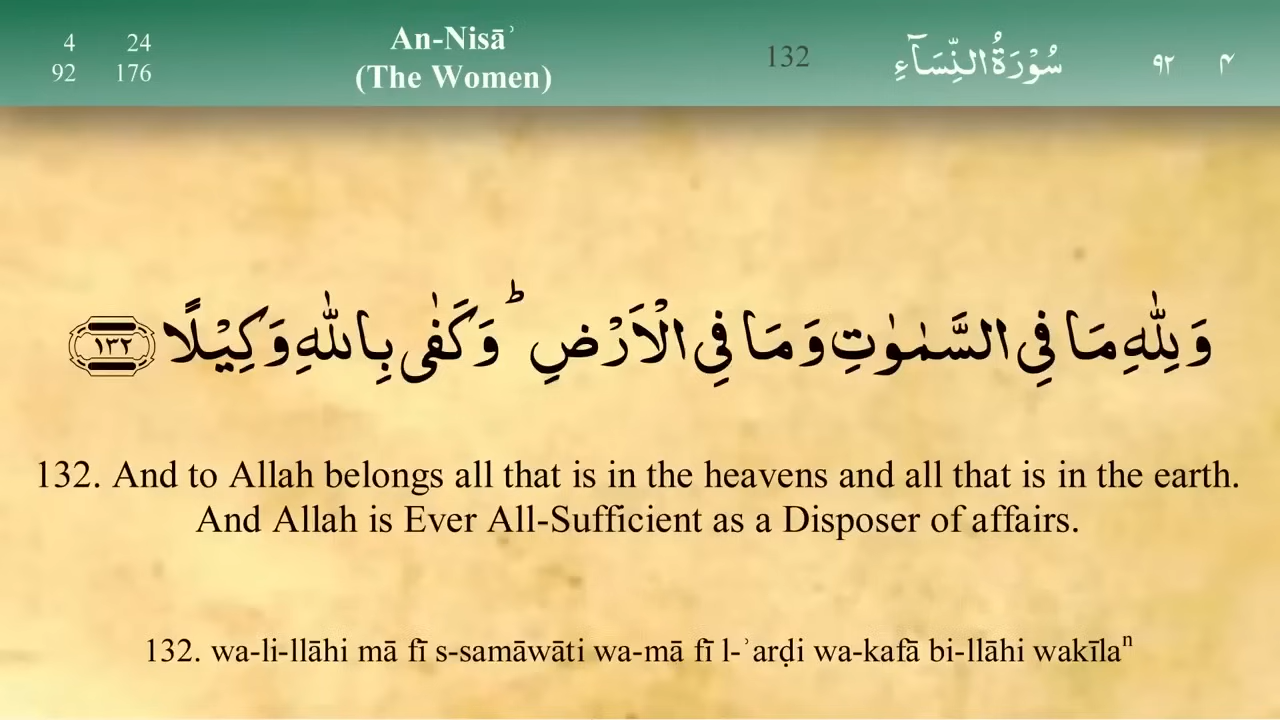 4 24
92 176
An-Nisāʾ
(The Women)
132
سُوْرَةُ النِّسَآءِ
٩٢ ٤
وَلِلّٰهِ مَا فِى السَّمٰوٰتِ وَمَا فِى الْاَرْضِ ؕ وَكَفٰى بِاللّٰهِ وَكِيْلًا ١٣٢
132. And to Allah belongs all that is in the heavens and all that is in the earth.
And Allah is Ever All-Sufficient as a Disposer of affairs.
132. wa-li-llāhi mā fī s-samāwāti wa-mā fī l-ʾarḍi wa-kafā bi-llāhi wakīlaⁿ